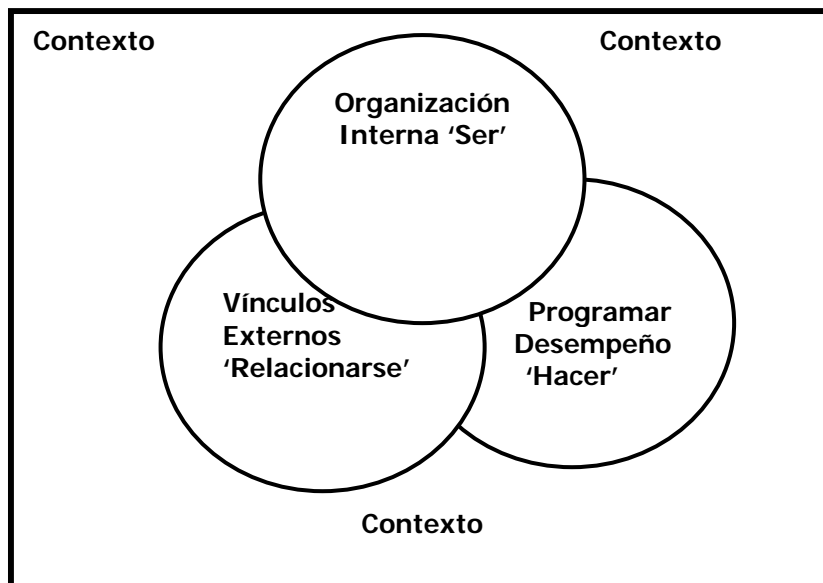 Contexto
Contexto
Organización
Interna ‘Ser’
Vínculos
Externos
‘Relacionarse’
Programar
Desempeño
‘Hacer’
Contexto